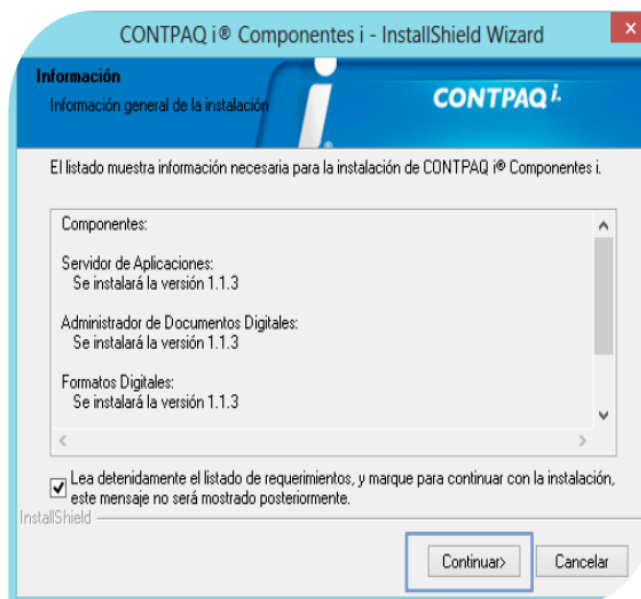 CONTPAQ i® Componentes i - InstallShield Wizard
x
Información
Información general de la instalación
CONTPAQ i.
El listado muestra información necesaria para la instalación de CONTPAQ i® Componentes i.
Componentes:
Servidor de Aplicaciones:
Se instalará la versión 1.1.3
Administrador de Documentos Digitales:
Se instalará la versión 1.1.3
Formatos Digitales:
Se instalará la versión 1.1.3
Lea detenidamente el listado de requerimientos, y marque para continuar con la instalación,
este mensaje no será mostrado posteriormente.
InstallShield
Continuar>
Cancelar